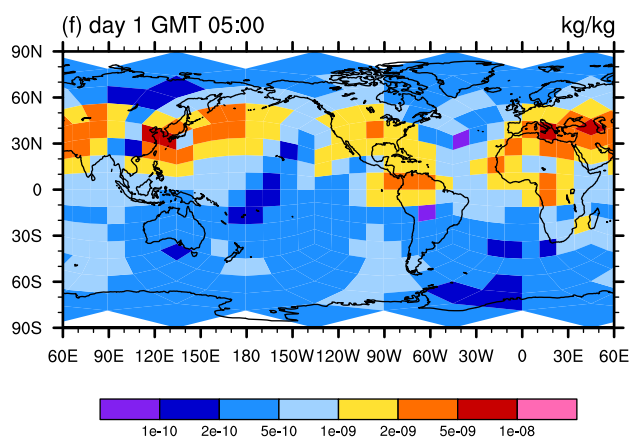 (f) day 1 GMT 05:00 kg/kg
90N
60N
30N
0
30S
60S
90S
60E 90E 120E 150E 180 150W 120W 90W 60W 30W 0 30E 60E
1e-10 2e-10 5e-10 1e-09 2e-09 5e-09 1e-08